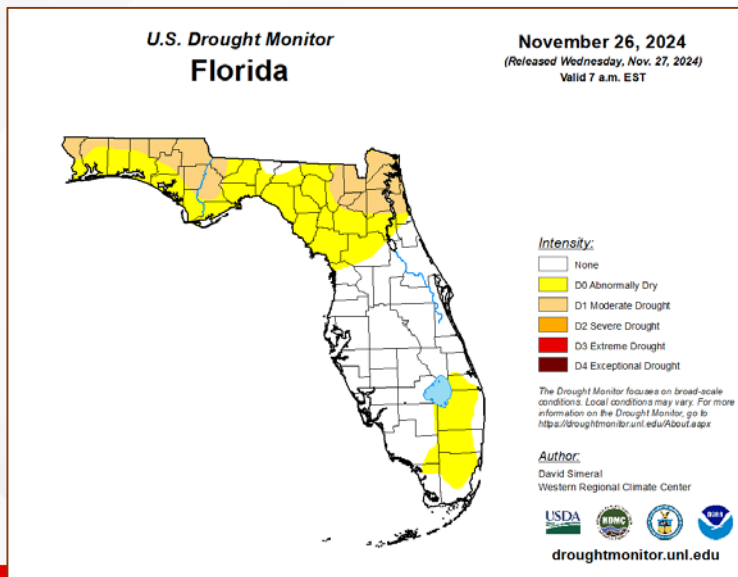 U.S. Drought Monitor
Florida
November 26, 2024
(Released Wednesday, Nov. 27, 2024)
Valid 7 a.m. EST
Intensity:
None
D0 Abnormally Dry
D1 Moderate Drought
D2 Severe Drought
D3 Extreme Drought
D4 Exceptional Drought
The Drought Monitor focuses on broad-scale
conditions. Local conditions may vary. For more
information on the Drought Monitor, go to
https://droughtmonitor.unl.edu/About.aspx
Author:
David Simeral
Western Regional Climate Center
USDA
NDMC
NOAA
droughtmonitor.unl.edu